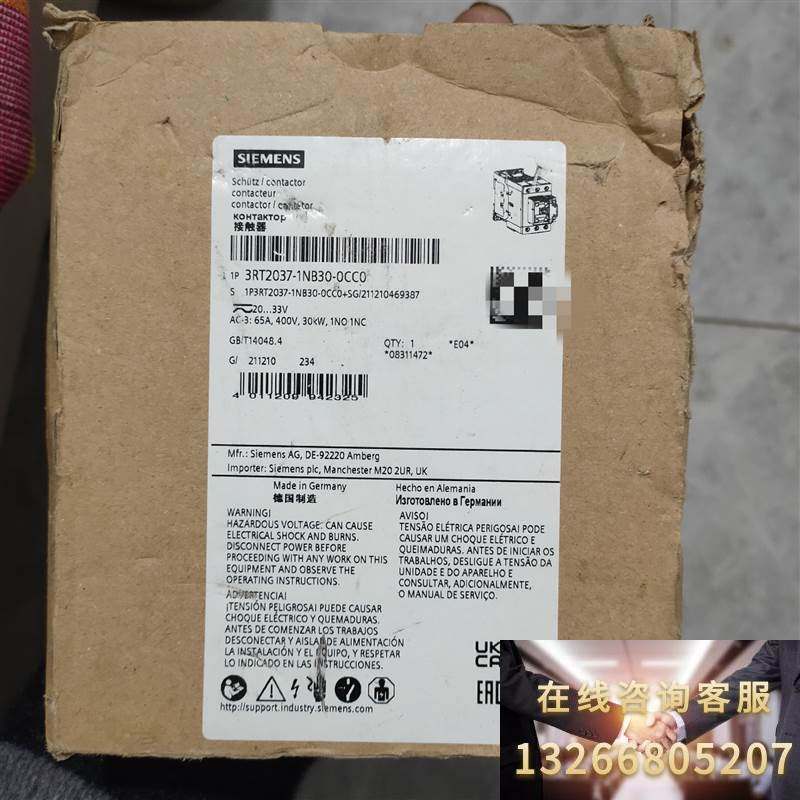 SIEMENS
Schütz / contactor
contacteur
contactor / contator
контактор
接触器
1P 3RT2037-1NB30-0CC0
S 1P3RT2037-1NB30-0CC0+SG/211210469387
20...33V
AC-3: 65A, 400V, 30kW, 1NO 1NC
GB/T14048.4 QTY: 1 *E04*
*08311472*
G/ 211210 234
4 011209 942325
Mfr.: Siemens AG, DE-92220 Amberg
Importer: Siemens plc, Manchester M20 2UR, UK
Made in Germany Hecho en Alemania
德国制造 Изготовлено в Германии
WARNING!
HAZARDOUS VOLTAGE: CAN CAUSE
ELECTRICAL SHOCK AND BURNS.
DISCONNECT POWER BEFORE
PROCEEDING WITH ANY WORK ON THIS
EQUIPMENT AND OBSERVE THE
OPERATING INSTRUCTIONS.
AVISO!
TENSÃO ELÉTRICA PERIGOSA! PODE
CAUSAR UM CHOQUE ELÉTRICO E
QUEIMADURAS. ANTES DE INICIAR OS
TRABALHOS, DESLIGUE A TENSÃO DA
UNIDADE E DO APARELHO E
CONSULTAR, ADICIONALMENTE,
O MANUAL DE SERVIÇO.
¡ADVERTENCIA!
¡TENSIÓN PELIGROSA! PUEDE CAUSAR
CHOQUE ELÉCTRICO Y QUEMADURAS.
ANTES DE COMENZAR LOS TRABAJOS
DESCONECTAR Y AISLAR DE ALIMENTACIÓN
LA INSTALACIÓN Y EL EQUIPO, Y RESPETAR
LO INDICADO EN LAS INSTRUCCIONES.
UK
CA
EAC
http://support.industry.siemens.com
在线咨询客服
13266805207